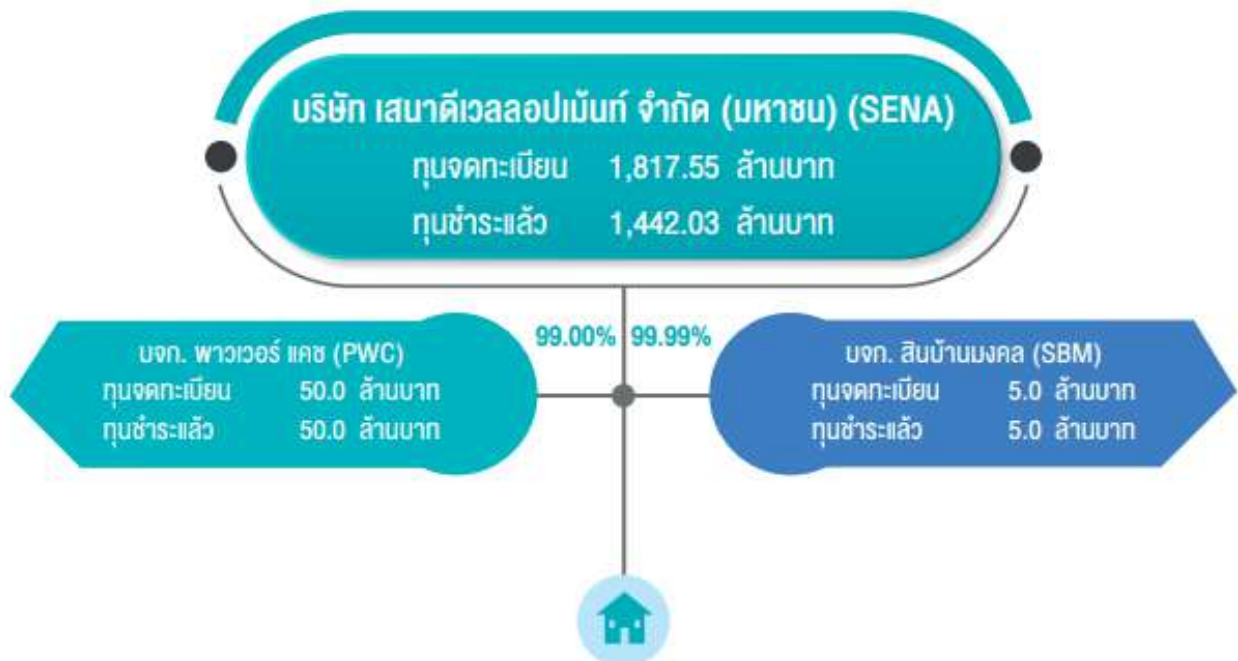 บริษัท เสนาดีเวลลอปเม้นท์ จำกัด (มหาชน) (SENA)
ทุนจดทะเบียน 1,817.55 ล้านบาท
ทุนชำระแล้ว 1,442.03 ล้านบาท
99.00% 99.99%
บจก. พาวเวอร์ แคช (PWC)
ทุนจดทะเบียน 50.0 ล้านบาท
ทุนชำระแล้ว 50.0 ล้านบาท
บจก. สินบ้านมงคล (SBM)
ทุนจดทะเบียน 5.0 ล้านบาท
ทุนชำระแล้ว 5.0 ล้านบาท